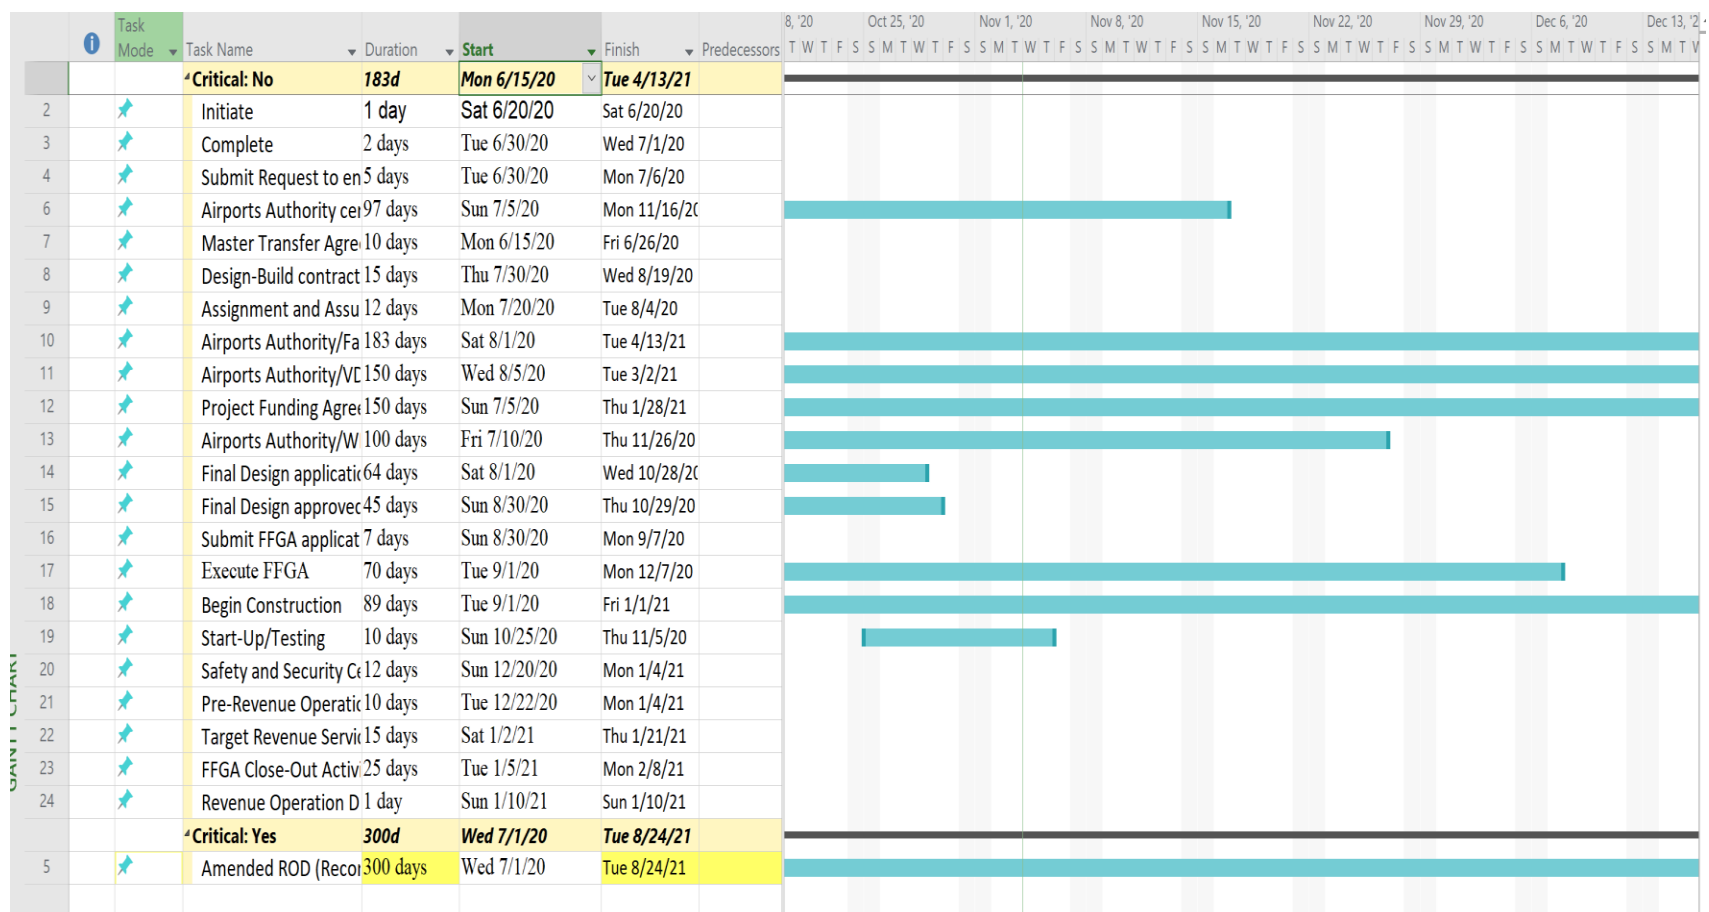 Task
8, '20 Oct 25, '20 Nov 1, '20 Nov 8, '20 Nov 15, '20 Nov 22, '20 Nov 29, '20 Dec 6, '20 Dec 13, '2
Mode Task Name Duration Start Finish Predecessors T W T F S S M T W T F S S M T W T F S S M T W T F S S M T W T F S S M T W T F S S M T W T F S S M T W T F S S M T W T F S S M T W
Critical: No 183d Mon 6/15/20 Tue 4/13/21
2 Initiate 1 day Sat 6/20/20 Sat 6/20/20
3 Complete 2 days Tue 6/30/20 Wed 7/1/20
4 Submit Request to en 5 days Tue 6/30/20 Mon 7/6/20
6 Airports Authority cer 97 days Sun 7/5/20 Mon 11/16/20
7 Master Transfer Agre 10 days Mon 6/15/20 Fri 6/26/20
8 Design-Build contract 15 days Thu 7/30/20 Wed 8/19/20
9 Assignment and Assu 12 days Mon 7/20/20 Tue 8/4/20
10 Airports Authority/Fa 183 days Sat 8/1/20 Tue 4/13/21
11 Airports Authority/VD 150 days Wed 8/5/20 Tue 3/2/21
12 Project Funding Agre 150 days Sun 7/5/20 Thu 1/28/21
13 Airports Authority/W 100 days Fri 7/10/20 Thu 11/26/20
14 Final Design applicatic 64 days Sat 8/1/20 Wed 10/28/20
15 Final Design approvec 45 days Sun 8/30/20 Thu 10/29/20
16 Submit FFGA applicat 7 days Sun 8/30/20 Mon 9/7/20
17 Execute FFGA 70 days Tue 9/1/20 Mon 12/7/20
18 Begin Construction 89 days Tue 9/1/20 Fri 1/1/21
19 Start-Up/Testing 10 days Sun 10/25/20 Thu 11/5/20
20 Safety and Security Ce 12 days Sun 12/20/20 Mon 1/4/21
21 Pre-Revenue Operatic 10 days Tue 12/22/20 Mon 1/4/21
22 Target Revenue Servi 15 days Sat 1/2/21 Thu 1/21/21
23 FFGA Close-Out Activi 25 days Tue 1/5/21 Mon 2/8/21
24 Revenue Operation D 1 day Sun 1/10/21 Sun 1/10/21
Critical: Yes 300d Wed 7/1/20 Tue 8/24/21
5 Amended ROD (Recor 300 days Wed 7/1/20 Tue 8/24/21
GANTT CHART